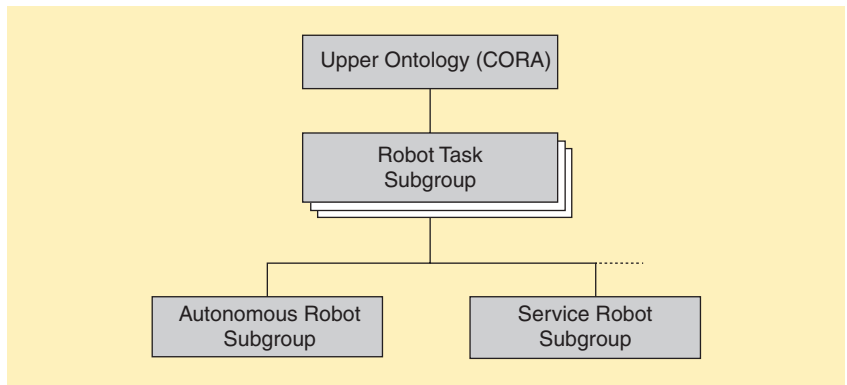 Upper Ontology (CORA)
Robot Task
Subgroup
Autonomous Robot
Subgroup
Service Robot
Subgroup